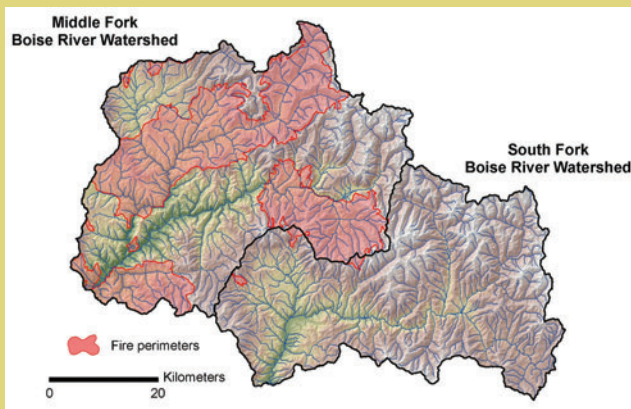 Middle Fork
Boise River Watershed
South Fork
Boise River Watershed
Fire perimeters
Kilometers
0 20